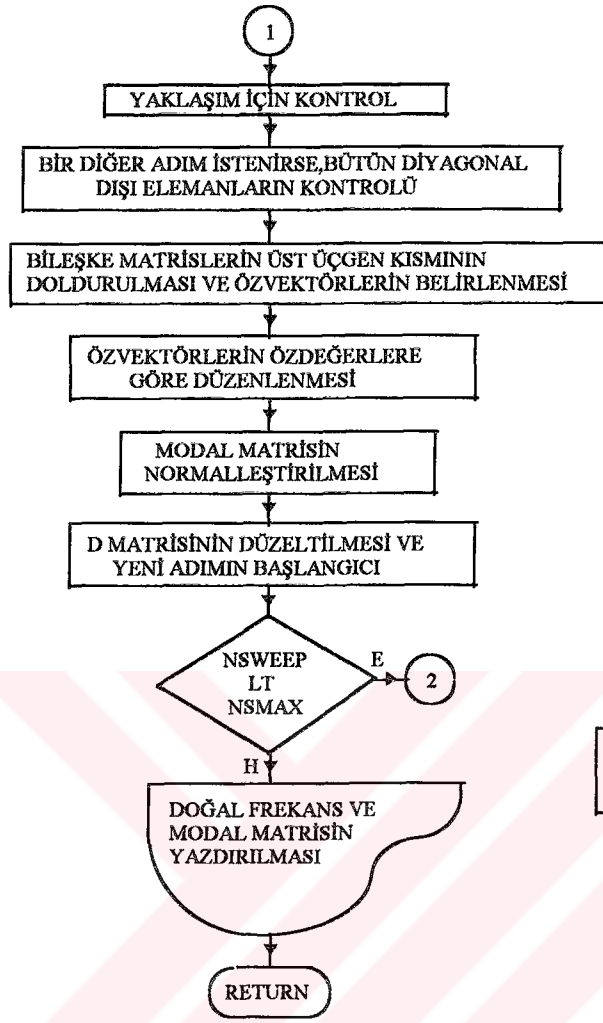 1
YAKLAŞIM İÇİN KONTROL
BİR DİĞER ADIM İSTENİRSE,BÜTÜN DİYAGONAL
DIŞI ELEMANLARIN KONTROLÜ
BİLEŞKE MATRİSLERİN ÜST ÜÇGEN KISMININ
DOLDURULMASI VE ÖZVEKTÖRLERİN BELİRLENMESİ
ÖZVEKTÖRLERİN ÖZDEĞERLERE
GÖRE DÜZENLENMESİ
MODAL MATRİSİN
NORMALLEŞTİRİLMESİ
D MATRİSİNİN DÜZELTİLMESİ VE
YENİ ADIMIN BAŞLANGICI
NSWEEP
LT
NSMAX
E
2
H
DOĞAL FREKANS VE
MODAL MATRİSİN
YAZDIRILMASI
RETURN